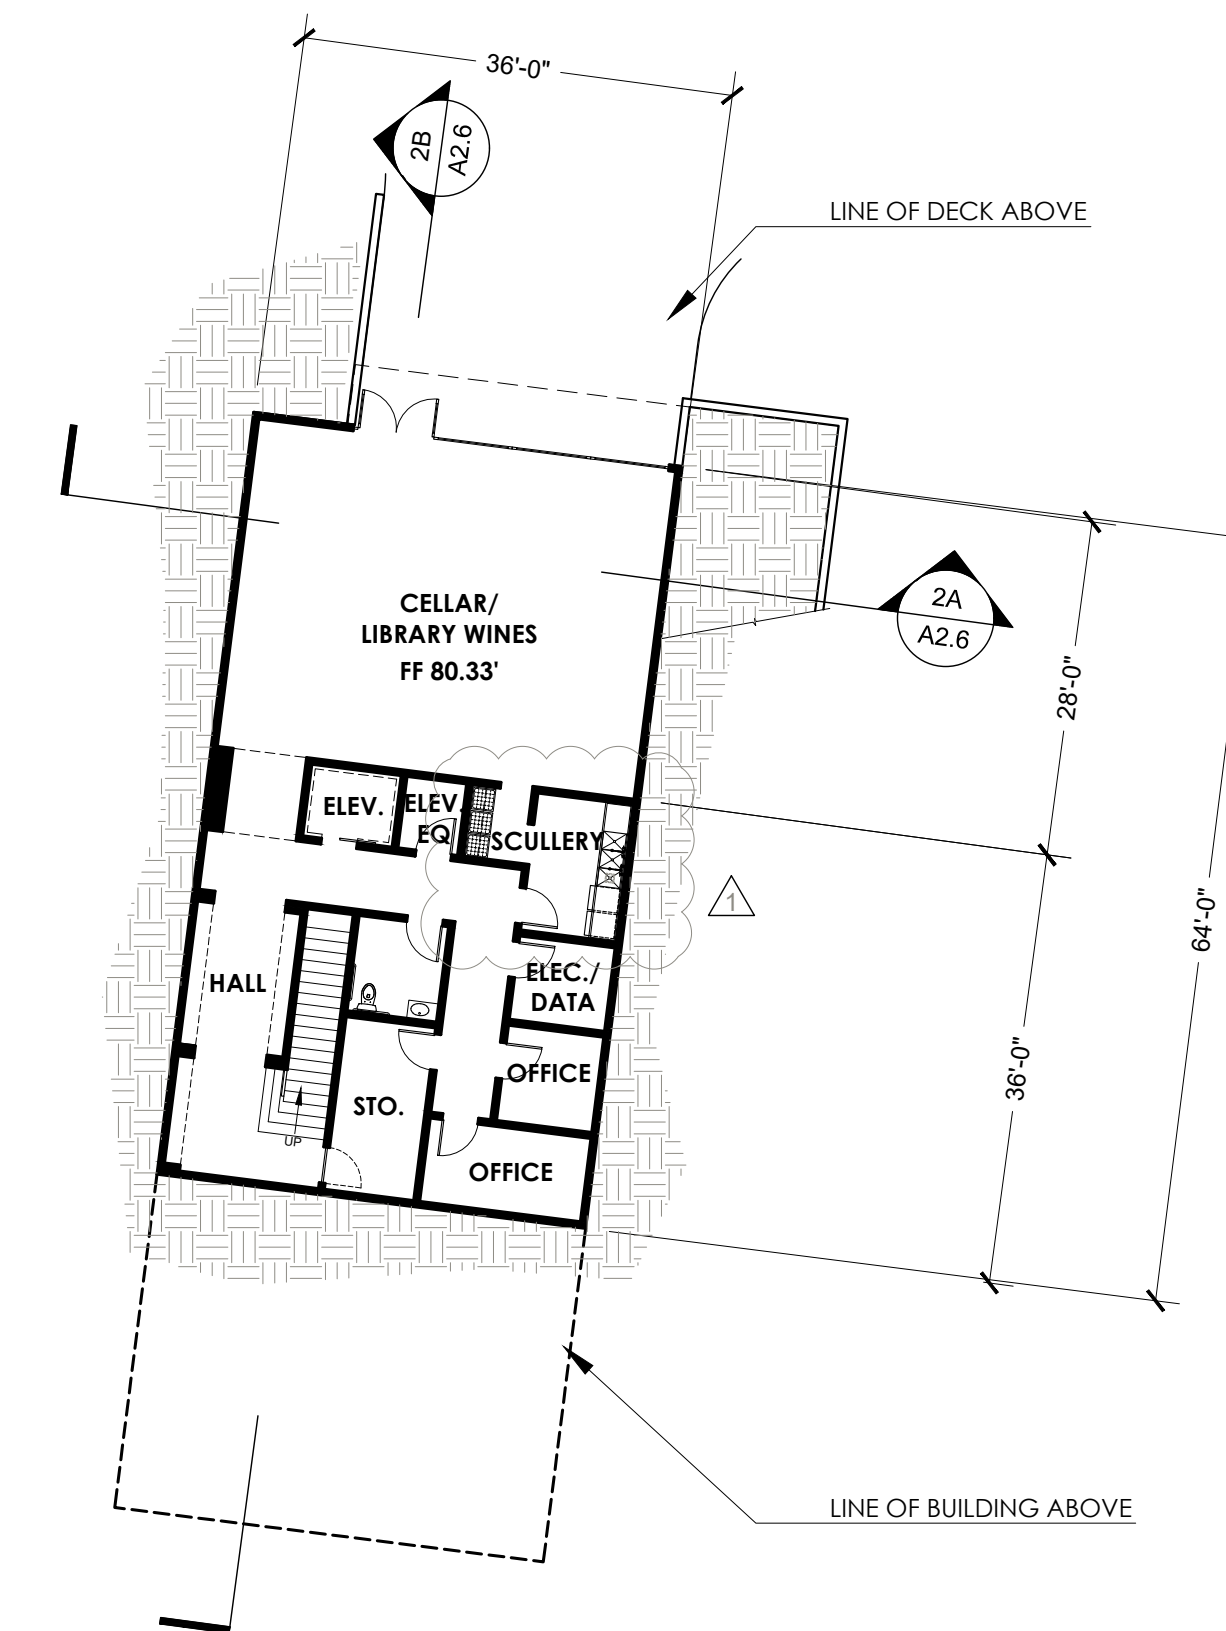 36'-0"
2B
A2.6
LINE OF DECK ABOVE
CELLAR/
LIBRARY WINES
FF 80.33'
2A
A2.6
28'-0"
ELEV.
ELEV.
EQ
SCULLERY
1
64'-0"
HALL
ELEC./
DATA
OFFICE
36'-0"
STO.
UP
OFFICE
LINE OF BUILDING ABOVE